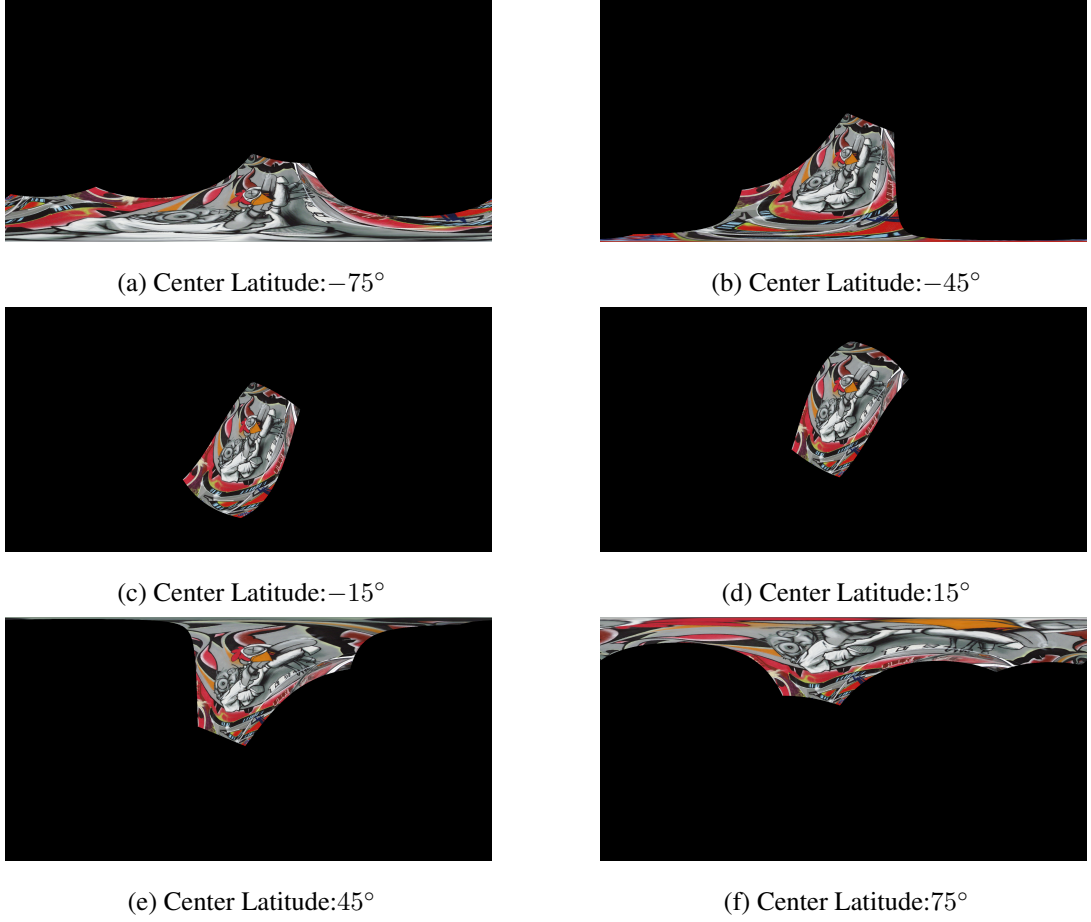 (a) Center Latitude:−75°
(b) Center Latitude:−45°
(c) Center Latitude:−15°
(d) Center Latitude:15°
(e) Center Latitude:45°
(f) Center Latitude:75°